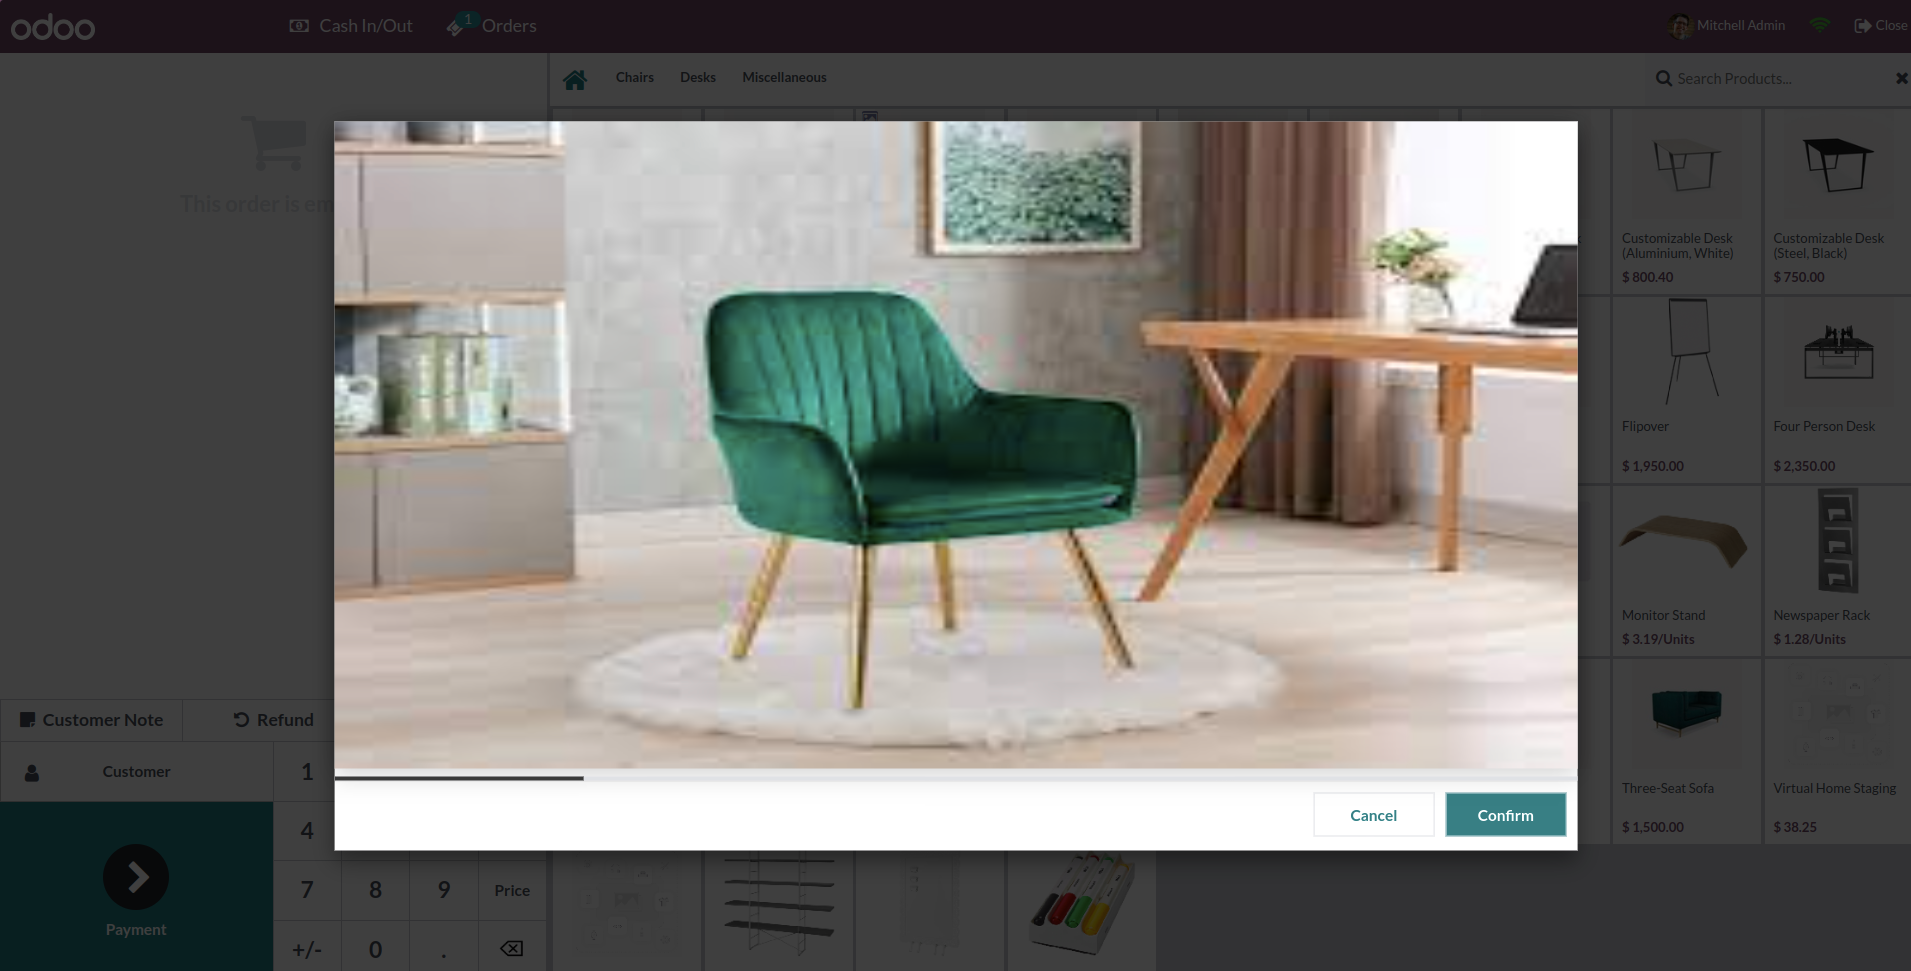 odoo
Cash In/Out
1
Orders
Mitchell Admin
Close
Chairs
Desks
Miscellaneous
Search Products...
This order is em
Customizable Desk
(Aluminium, White)
$ 800.40
Customizable Desk
(Steel, Black)
$ 750.00
Flipover
$ 1,950.00
Four Person Desk
$ 2,350.00
Monitor Stand
$ 3.19/Units
Newspaper Rack
$ 1.28/Units
Three-Seat Sofa
$ 1,500.00
Virtual Home Staging
$ 38.25
Cancel
Confirm
Customer Note
Refund
Customer
1
4
7
8
9
Price
Payment
+/-
0
.